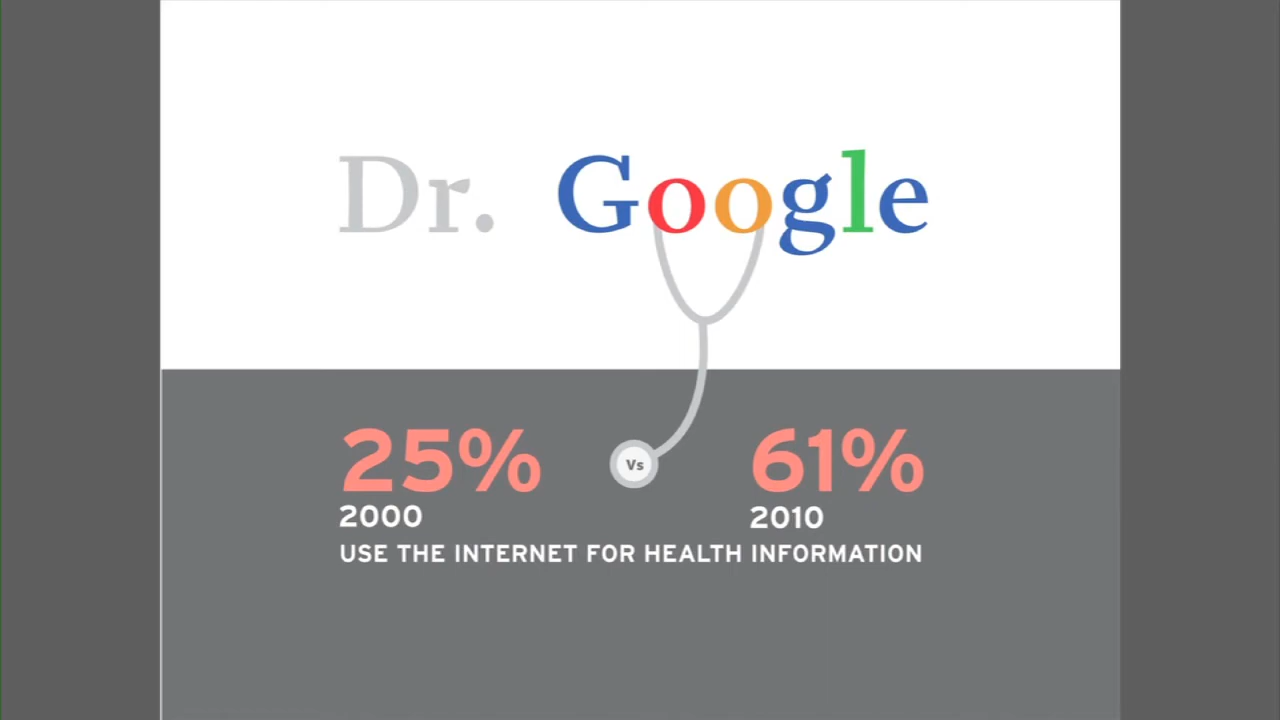 Dr. Google
25% Vs 61%
2000 2010
USE THE INTERNET FOR HEALTH INFORMATION